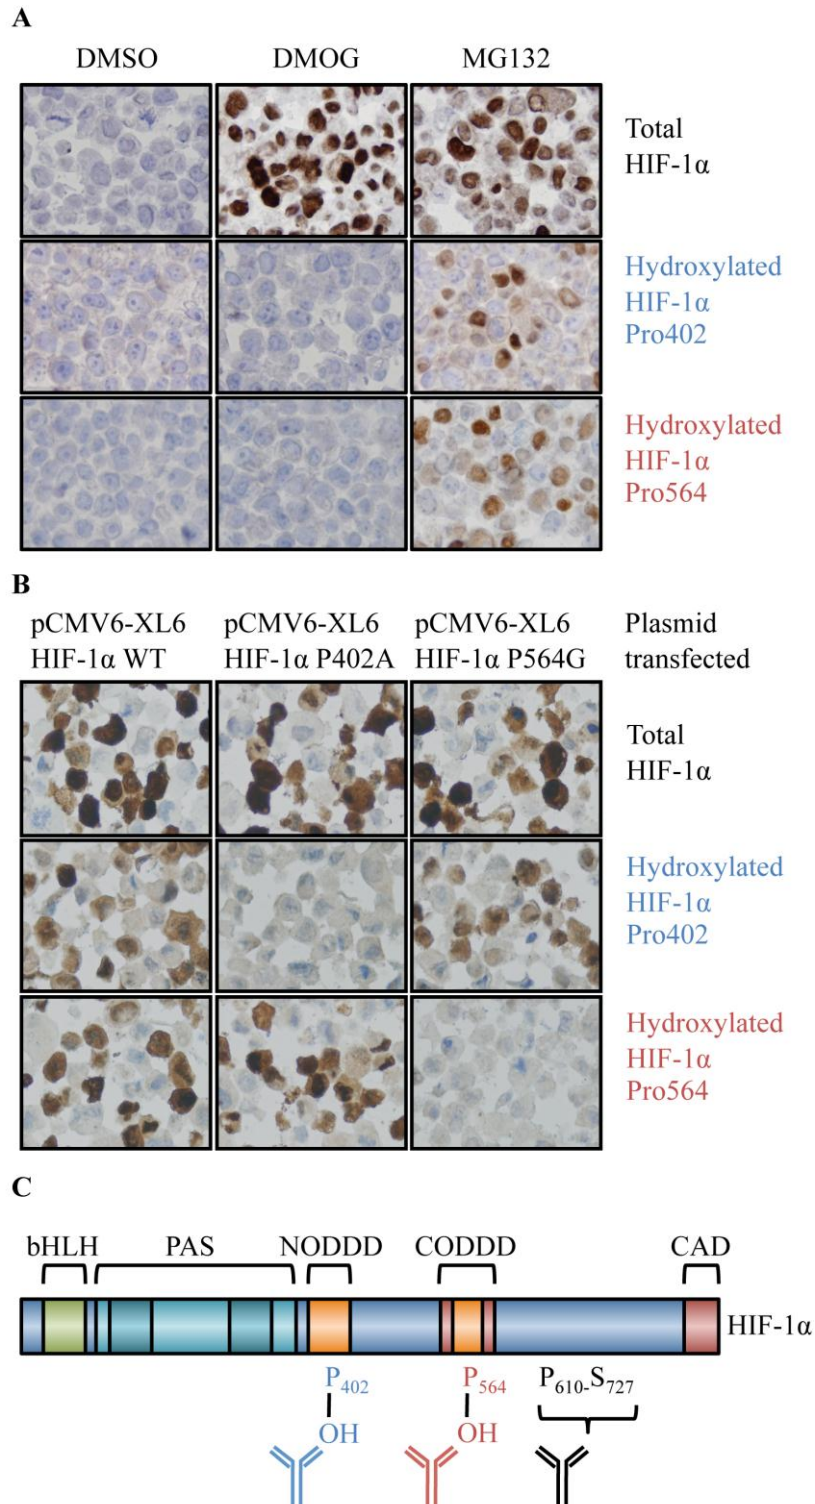 A
DMSO DMOG MG132
Total
HIF-1α
Hydroxylated
HIF-1α
Pro402
Hydroxylated
HIF-1α
Pro564
B
pCMV6-XL6 pCMV6-XL6 pCMV6-XL6 Plasmid
HIF-1α WT HIF-1α P402A HIF-1α P564G transfected
Total
HIF-1α
Hydroxylated
HIF-1α
Pro402
Hydroxylated
HIF-1α
Pro564
C
bHLH PAS NODDD CODDD CAD
HIF-1α
P402 P564 P610-S727
OH OH